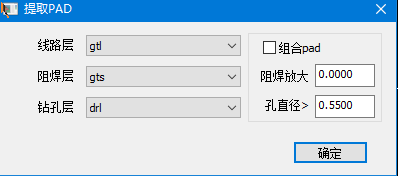 提取PAD
线路层 gtl
阻焊层 gts
钻孔层 drl
组合pad
阻焊放大 0.0000
孔直径> 0.5500
确定